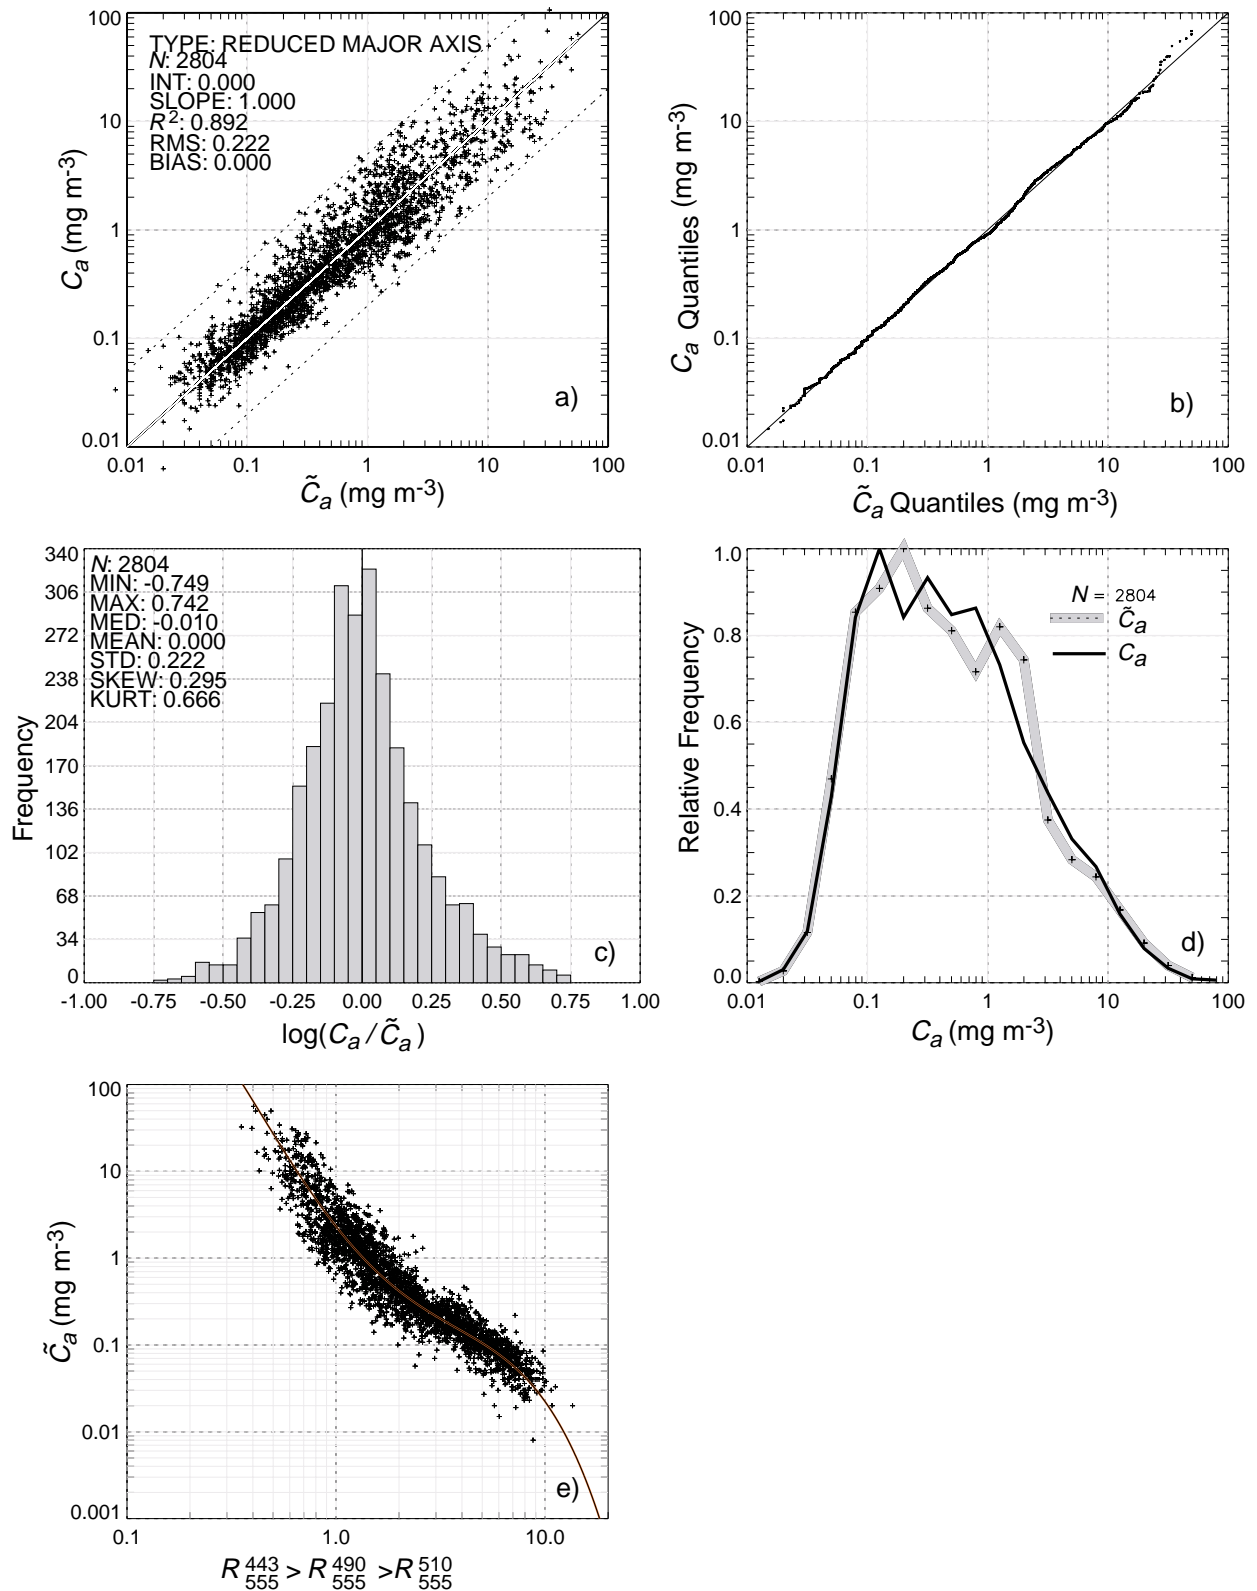 100
10
1
0.1
0.01
TYPE: REDUCED MAJOR AXIS
N: 2804
INT: 0.000
SLOPE: 1.000
R²: 0.892
RMS: 0.222
BIAS: 0.000
a)
Cₐ (mg m-3)
0.01 0.1 1 10 100
C̃ₐ (mg m-3)
100
10
1
0.1
0.01
Cₐ Quantiles (mg m-3)
b)
0.01 0.1 1 10 100
C̃ₐ Quantiles (mg m-3)
340
306
272
238
204
170
136
102
68
34
0
Frequency
N: 2804
MIN: -0.749
MAX: 0.742
MED: -0.010
MEAN: 0.000
STD: 0.222
SKEW: 0.295
KURT: 0.666
c)
-1.00 -0.75 -0.50 -0.25 0.00 0.25 0.50 0.75 1.00
log(Cₐ / C̃ₐ)
1.0
0.8
0.6
0.4
0.2
0.0
Relative Frequency
N = 2804
C̃ₐ
Cₐ
d)
0.01 0.1 1 10 100
Cₐ (mg m-3)
100
10
1
0.1
0.01
0.001
C̃ₐ (mg m-3)
e)
0.1 1.0 10.0
R 443 555 > R 490 555 > R 510 555